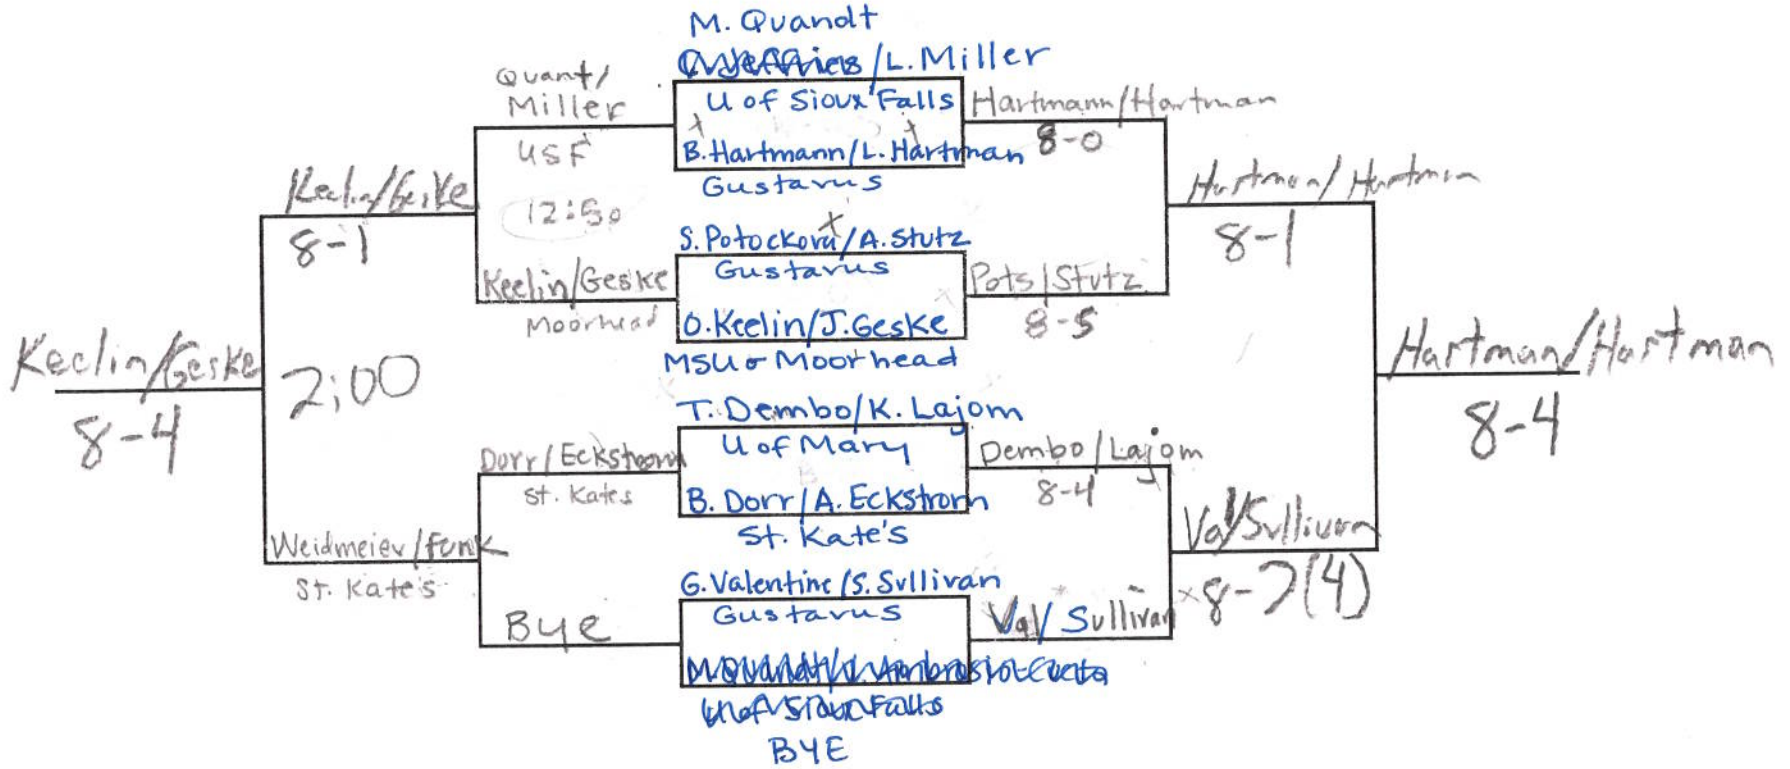 M. Quandt
/L. Miller
Quant/
Miller
U of Sioux Falls
Hartmann/Hartman
USF
B. Hartmann/L. Hartman
8-0
Gustavus
Keelin/Geske
Hartman/Hartman
12:50
8-1
S. Potockova/A. Stutz
8-1
Gustavus
Keelin/Geske
Pots/Stutz
Moorhead
O. Keelin/J. Geske
8-5
MSU - Moorhead
Keelin/Geske
Hartman/Hartman
8-4
2:00
8-4
T. Dembo/K. Lajom
U of Mary
Dorr/Eckstrom
Dembo/Lajom
St. Kates
B. Dorr/A. Eckstrom
8-4
St. Kate's
Weidmeier/Funk
Val/Sullivan
St. Kate's
8-7(4)
G. Valentine/S. Sullivan
Gustavus
Bye
Val/Sullivan
M Quandt/
U of Sioux Falls
BYE